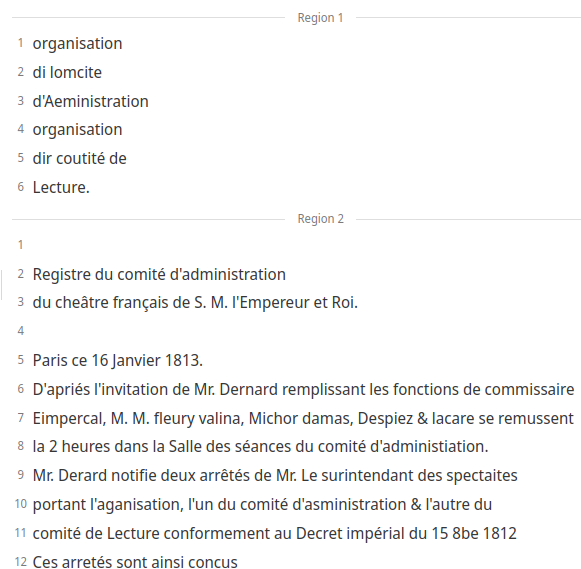 Region 1
1 organisation
2 di lomcite
3 d'Aeministration
4 organisation
5 dir coutité de
6 Lecture.
Region 2
1
2 Registre du comité d'administration
3 du cheâtre français de S. M. l'Empereur et Roi.
4
5 Paris ce 16 Janvier 1813.
6 D'apriés l'invitation de Mr. Dernard remplissant les fonctions de commissaire
7 Eimpercal, M. M. fleury valina, Michor damas, Despiez & lacare se remussent
8 la 2 heures dans la Salle des séances du comité d'administiation.
9 Mr. Derard notifie deux arrêtés de Mr. Le surintendant des spectaites
10 portant l'aganisation, l'un du comité d'asministration & l'autre du
11 comité de Lecture conformement au Decret impérial du 15 8be 1812
12 Ces arretés sont ainsi concus